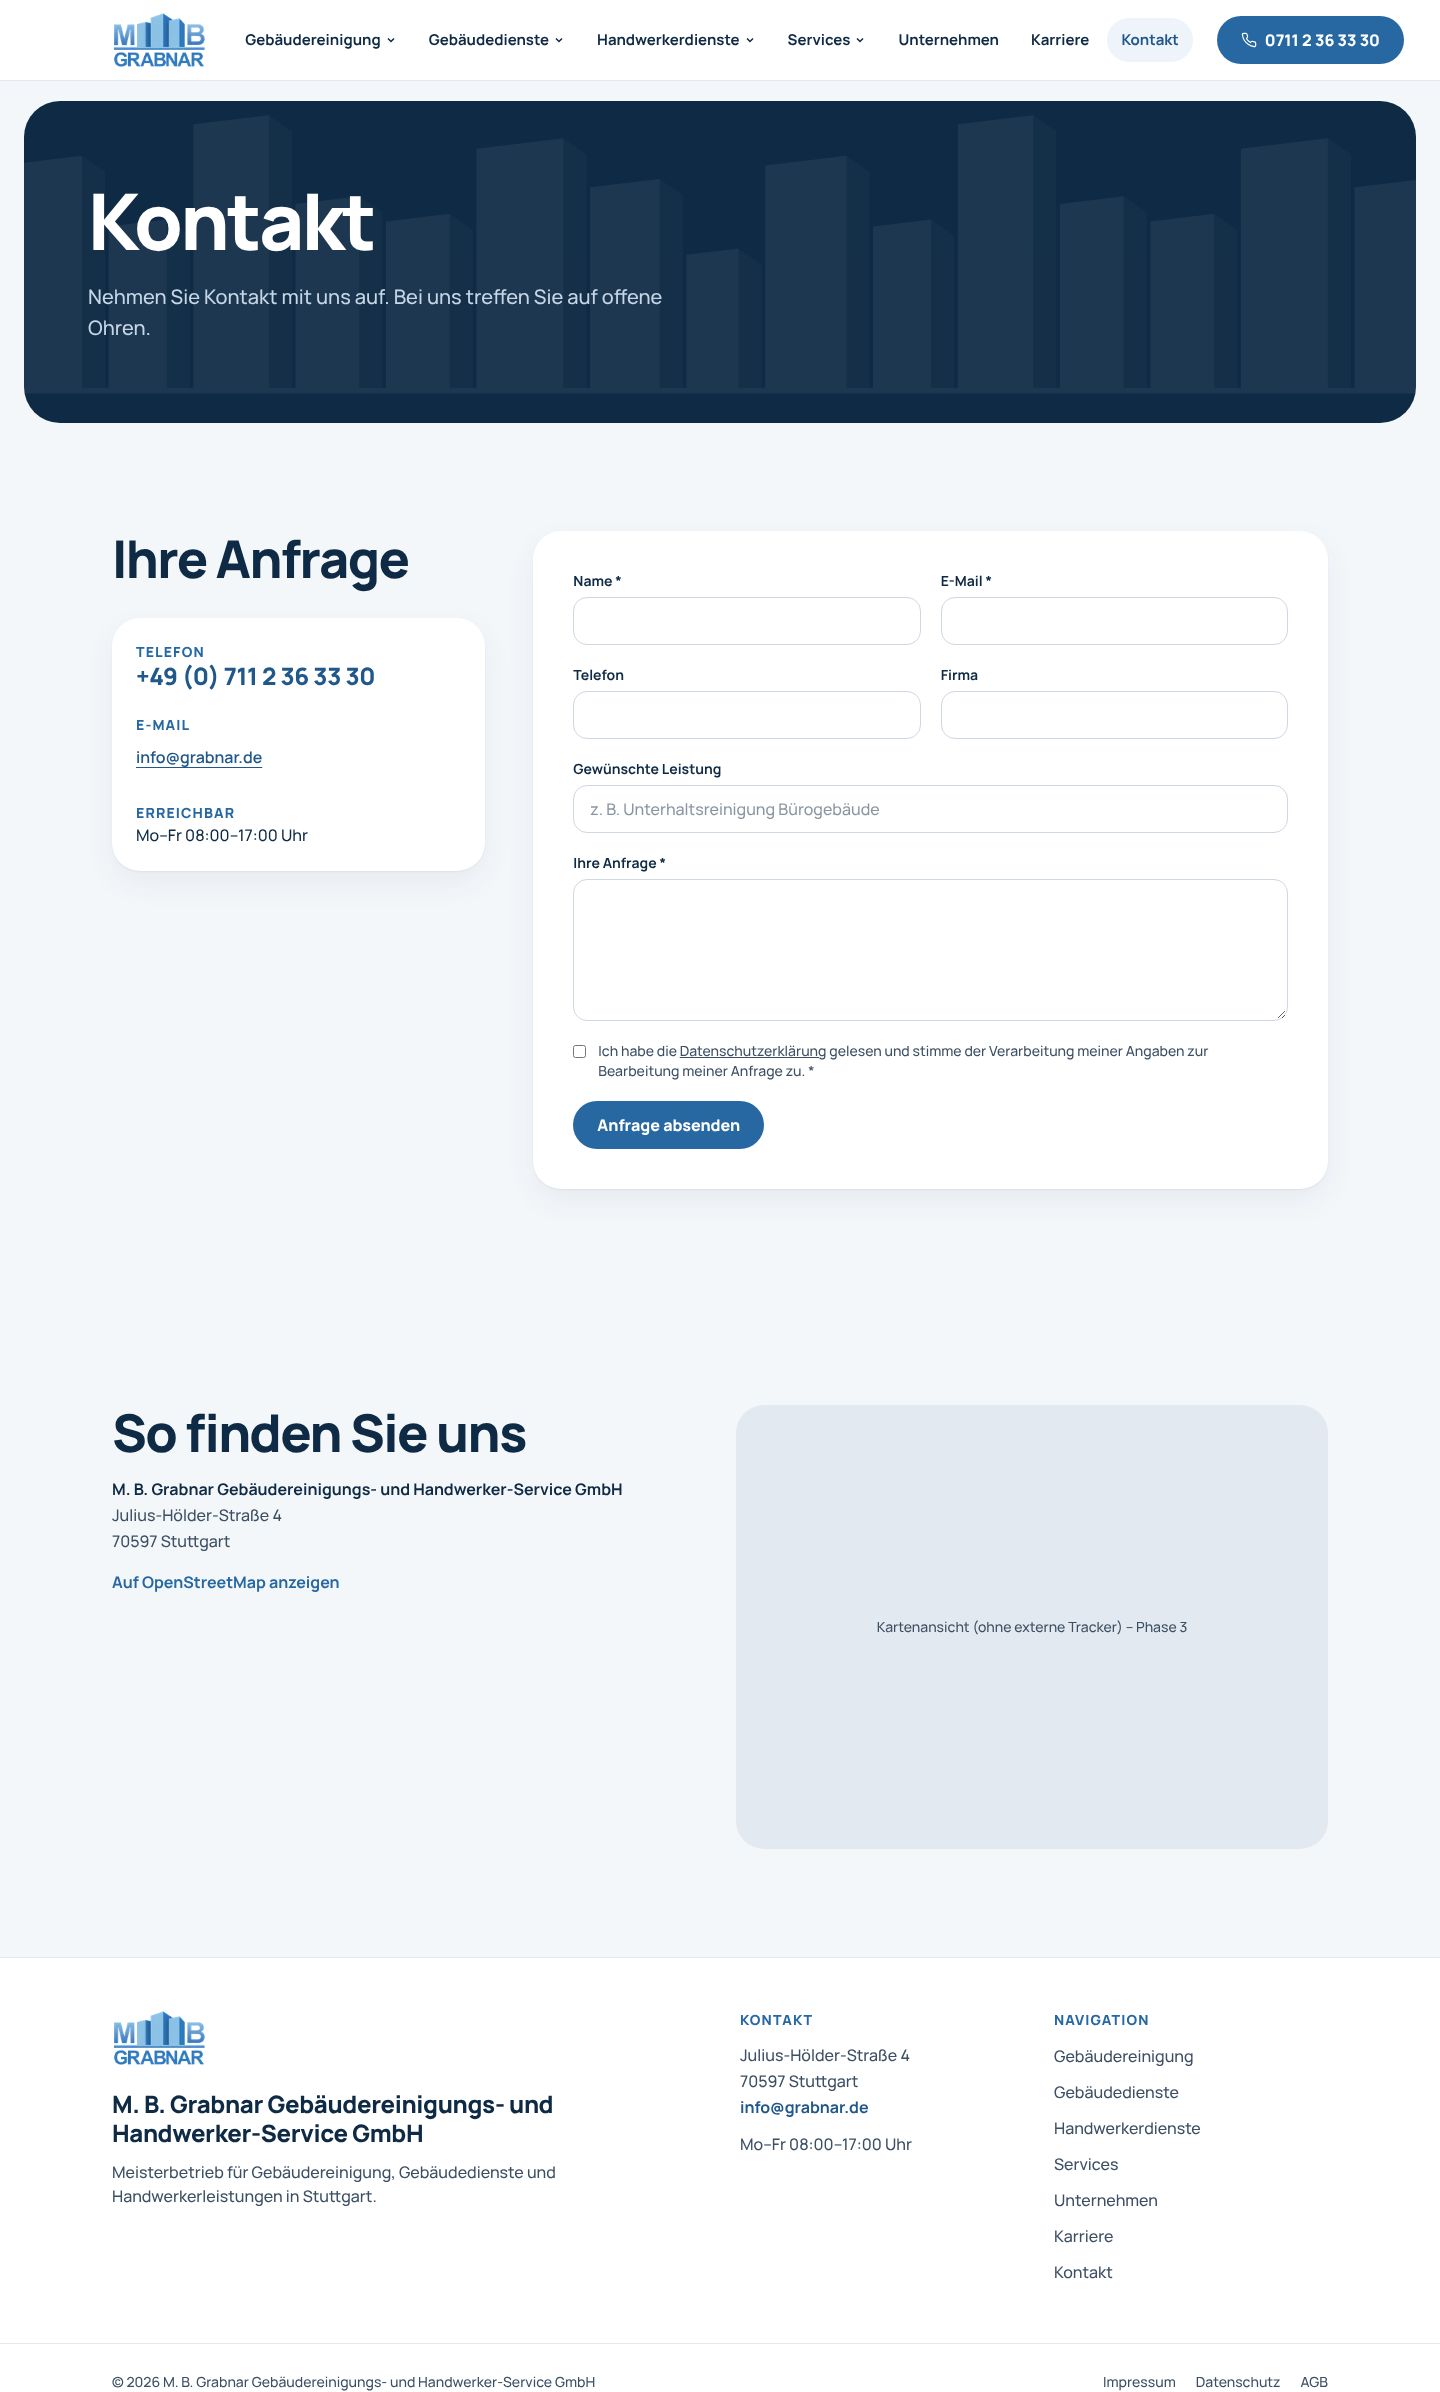 M B
GRABNAR
Gebäudereinigung
Gebäudedienste
Handwerkerdienste
Services
Unternehmen
Karriere
Kontakt
0711 2 36 33 30
Kontakt
Nehmen Sie Kontakt mit uns auf. Bei uns treffen Sie auf offene
Ohren.
Ihre Anfrage
TELEFON
+49 (0) 711 2 36 33 30
E-MAIL
info@grabnar.de
ERREICHBAR
Mo–Fr 08:00–17:00 Uhr
Name *
E-Mail *
Telefon
Firma
Gewünschte Leistung
z. B. Unterhaltsreinigung Bürogebäude
Ihre Anfrage *
Ich habe die Datenschutzerklärung gelesen und stimme der Verarbeitung meiner Angaben zur
Bearbeitung meiner Anfrage zu. *
Anfrage absenden
So finden Sie uns
M. B. Grabnar Gebäudereinigungs- und Handwerker-Service GmbH
Julius-Hölder-Straße 4
70597 Stuttgart
Auf OpenStreetMap anzeigen
Kartenansicht (ohne externe Tracker) – Phase 3
M B
GRABNAR
M. B. Grabnar Gebäudereinigungs- und
Handwerker-Service GmbH
Meisterbetrieb für Gebäudereinigung, Gebäudedienste und
Handwerkerleistungen in Stuttgart.
KONTAKT
Julius-Hölder-Straße 4
70597 Stuttgart
info@grabnar.de
Mo–Fr 08:00–17:00 Uhr
NAVIGATION
Gebäudereinigung
Gebäudedienste
Handwerkerdienste
Services
Unternehmen
Karriere
Kontakt
© 2026 M. B. Grabnar Gebäudereinigungs- und Handwerker-Service GmbH
Impressum
Datenschutz
AGB